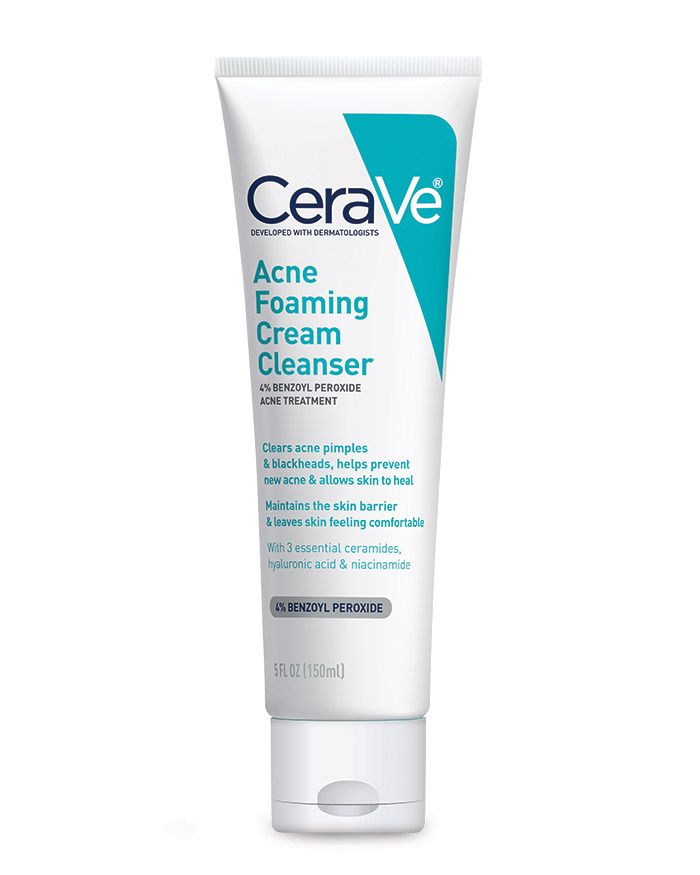 CeraVe®
DEVELOPED WITH DERMATOLOGISTS
Acne
Foaming
Cream
Cleanser
4% BENZOYL PEROXIDE
ACNE TREATMENT
Clears acne pimples
& blackheads, helps prevent
new acne & allows skin to heal
Maintains the skin barrier
& leaves skin feeling comfortable
With 3 essential ceramides,
hyaluronic acid & niacinamide
4% BENZOYL PEROXIDE
5 FL OZ (150ml)